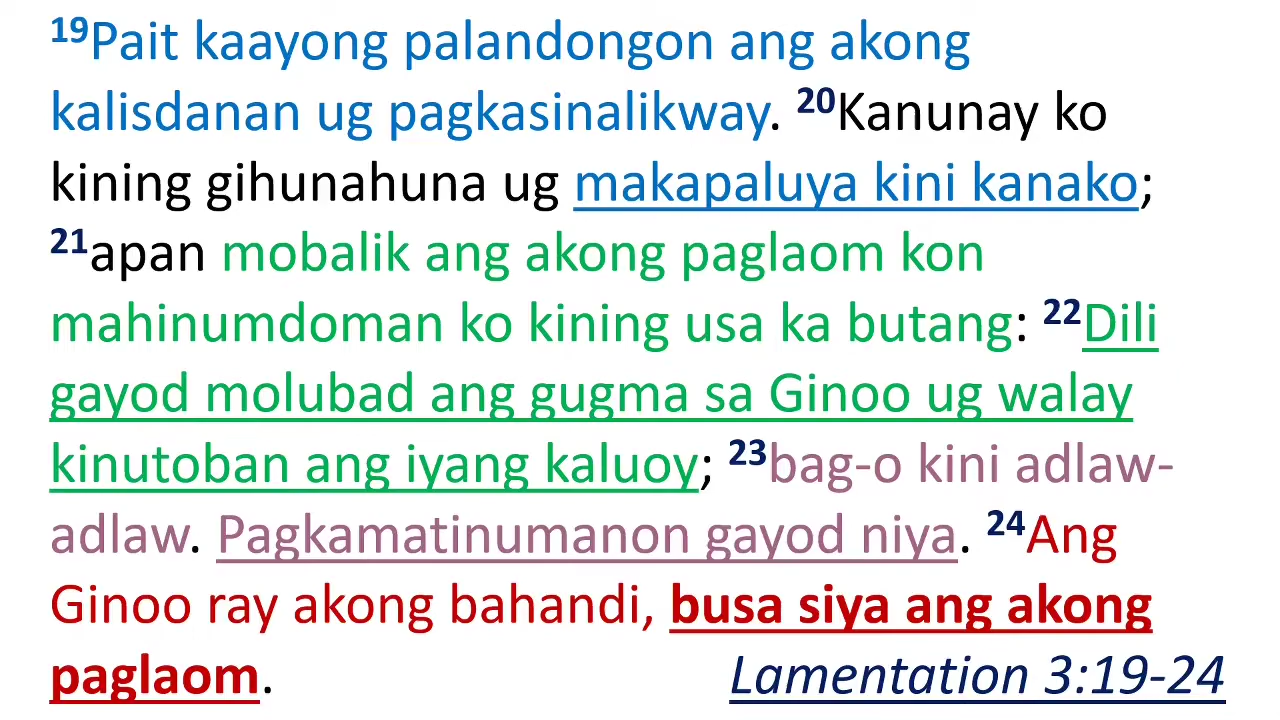 19Pait kaayong palandongon ang akong
kalisdanan ug pagkasinalikway. 20Kanunay ko
kining gihunahuna ug makapaluya kini kanako;
21apan mobalik ang akong paglaom kon
mahinumdoman ko kining usa ka butang: 22Dili
gayod molubad ang gugma sa Ginoo ug walay
kinutoban ang iyang kaluoy; 23bag-o kini adlaw-
adlaw. Pagkamatinumanon gayod niya. 24Ang
Ginoo ray akong bahandi, busa siya ang akong
paglaom. Lamentation 3:19-24